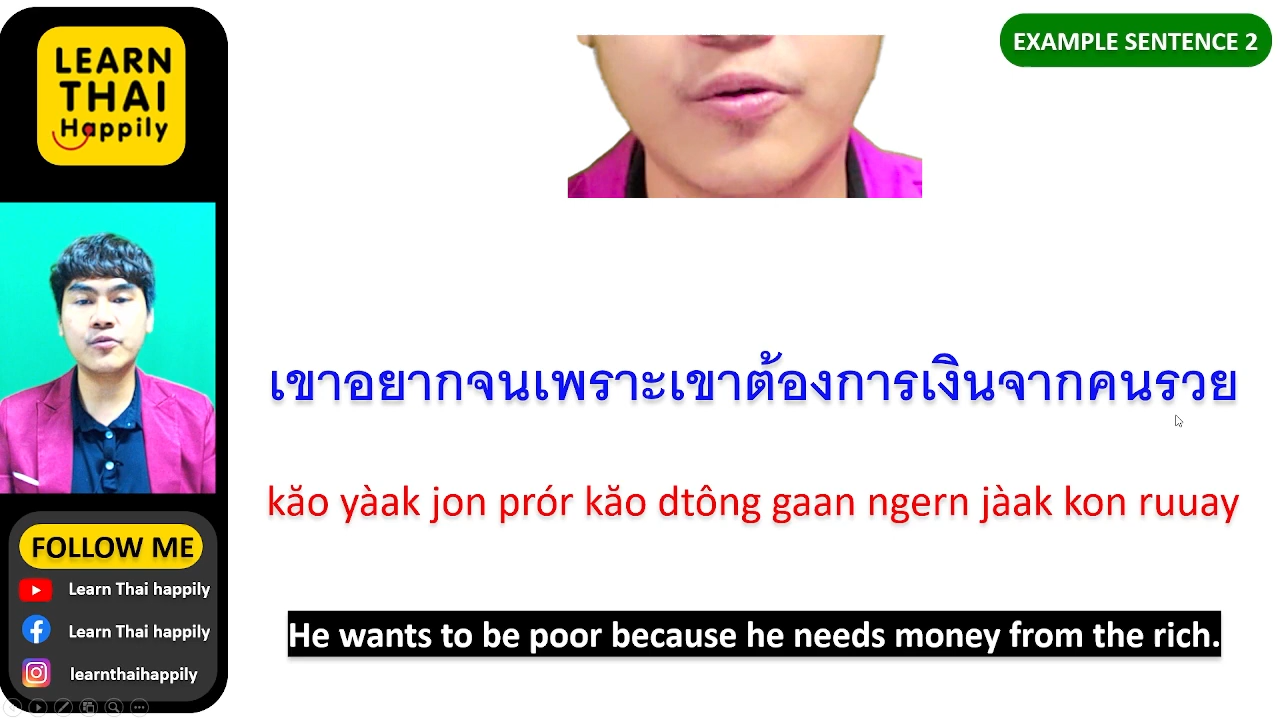 LEARN
THAI
Happily
EXAMPLE SENTENCE 2
เขาอยากจนเพราะเขาต้องการเงินจากคนรวย
kăo yàak jon prór kăo dtông gaan ngern jàak kon ruuay
He wants to be poor because he needs money from the rich.
FOLLOW ME
Learn Thai happily
Learn Thai happily
learnthaihappily